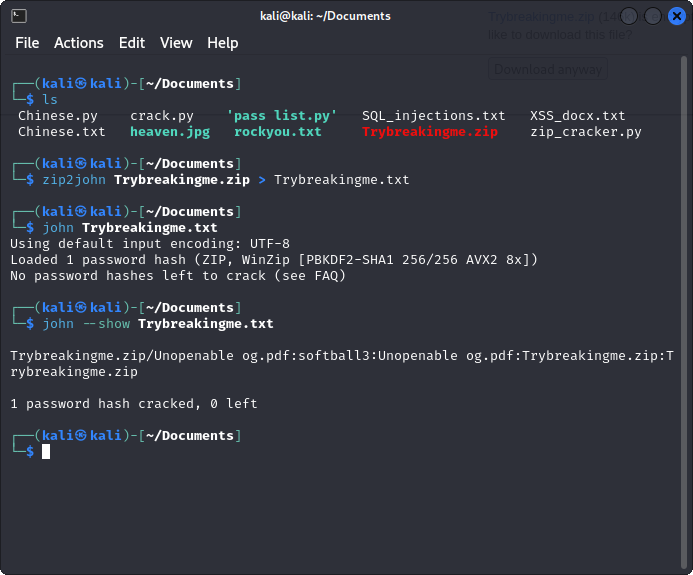 kali@kali: ~/Documents
Trybreakingme.zip (14
like to download this file?
Download anyway
File Actions Edit View Help
┌──(kali㉿kali)-[~/Documents]
└─$ ls
Chinese.py crack.py 'pass list.py' SQL_injections.txt XSS_docx.txt
Chinese.txt heaven.jpg rockyou.txt Trybreakingme.zip zip_cracker.py
┌──(kali㉿kali)-[~/Documents]
└─$ zip2john Trybreakingme.zip > Trybreakingme.txt
┌──(kali㉿kali)-[~/Documents]
└─$ john Trybreakingme.txt
Using default input encoding: UTF-8
Loaded 1 password hash (ZIP, WinZip [PBKDF2-SHA1 256/256 AVX2 8x])
No password hashes left to crack (see FAQ)
┌──(kali㉿kali)-[~/Documents]
└─$ john --show Trybreakingme.txt
Trybreakingme.zip/Unopenable og.pdf:softball3:Unopenable og.pdf:Trybreakingme.zip:T
rybreakingme.zip
1 password hash cracked, 0 left
┌──(kali㉿kali)-[~/Documents]
└─$